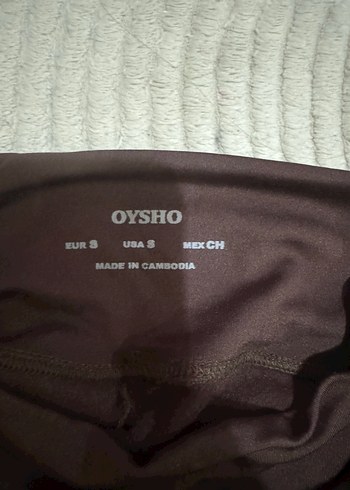 OYSHO
EUR S USA S MEX CH
MADE IN CAMBODIA